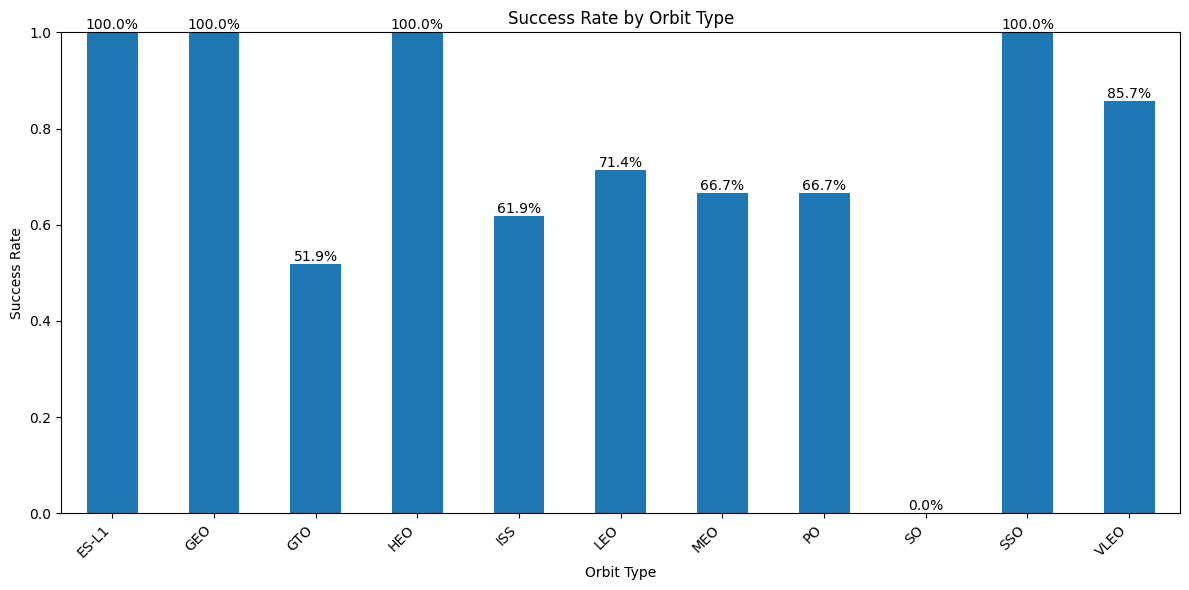 Success Rate by Orbit Type
100.0% 100.0% 100.0% 100.0%
85.7%
71.4%
66.7% 66.7%
61.9%
51.9%
0.0%
1.0
0.8
0.6
0.4
0.2
0.0
Success Rate
ES-L1 GEO GTO HEO ISS LEO MEO PO SO SSO VLEO
Orbit Type